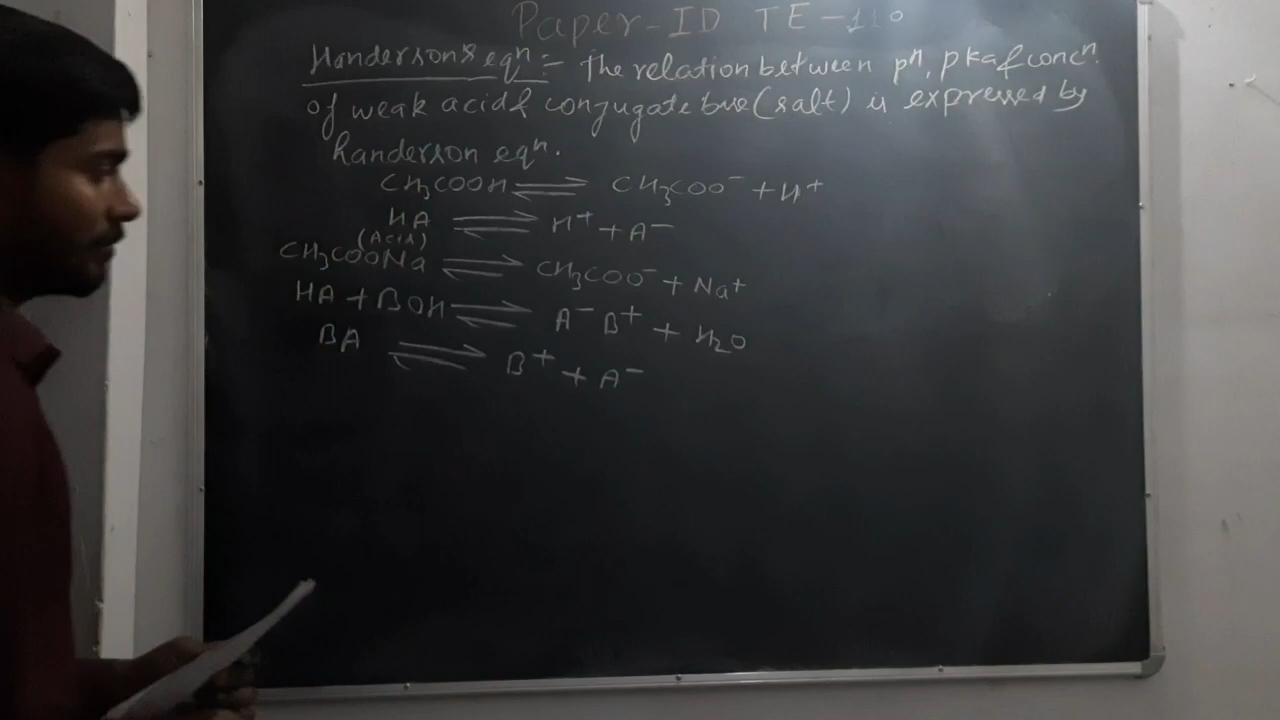 Paper-ID TE-110
Handerson's eqn :- The relation between pH, pka & concn.
of weak acid & conjugate base (salt) is expressed by
handerson eqn.
CH3COOH ⇌ CH3COO⁻ + H⁺
HA ⇌ H⁺ + A⁻
(Acid)
CH3COONa ⇌ CH3COO⁻ + Na⁺
HA + BOH ⇌ A⁻ B⁺ + H2O
BA ⇌ B⁺ + A⁻